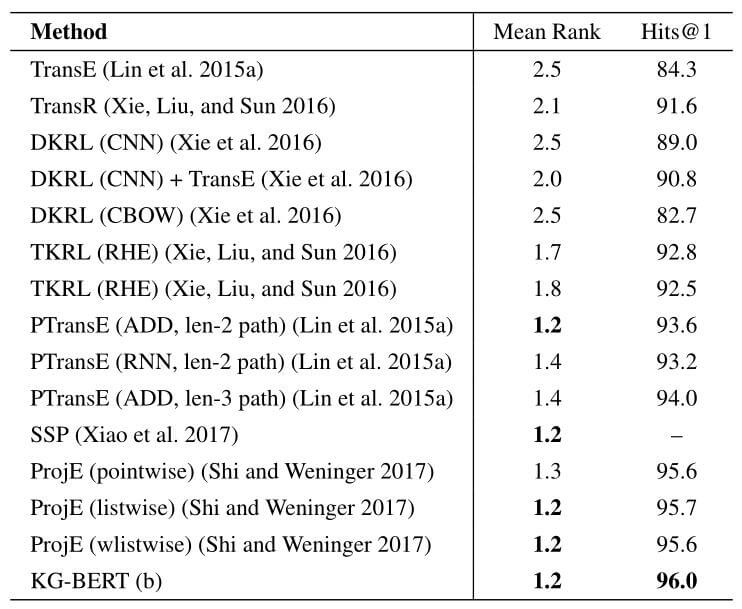 Method Mean Rank Hits@1
TransE (Lin et al. 2015a) 2.5 84.3
TransR (Xie, Liu, and Sun 2016) 2.1 91.6
DKRL (CNN) (Xie et al. 2016) 2.5 89.0
DKRL (CNN) + TransE (Xie et al. 2016) 2.0 90.8
DKRL (CBOW) (Xie et al. 2016) 2.5 82.7
TKRL (RHE) (Xie, Liu, and Sun 2016) 1.7 92.8
TKRL (RHE) (Xie, Liu, and Sun 2016) 1.8 92.5
PTransE (ADD, len-2 path) (Lin et al. 2015a) 1.2 93.6
PTransE (RNN, len-2 path) (Lin et al. 2015a) 1.4 93.2
PTransE (ADD, len-3 path) (Lin et al. 2015a) 1.4 94.0
SSP (Xiao et al. 2017) 1.2 –
ProjE (pointwise) (Shi and Weninger 2017) 1.3 95.6
ProjE (listwise) (Shi and Weninger 2017) 1.2 95.7
ProjE (wlistwise) (Shi and Weninger 2017) 1.2 95.6
KG-BERT (b) 1.2 96.0